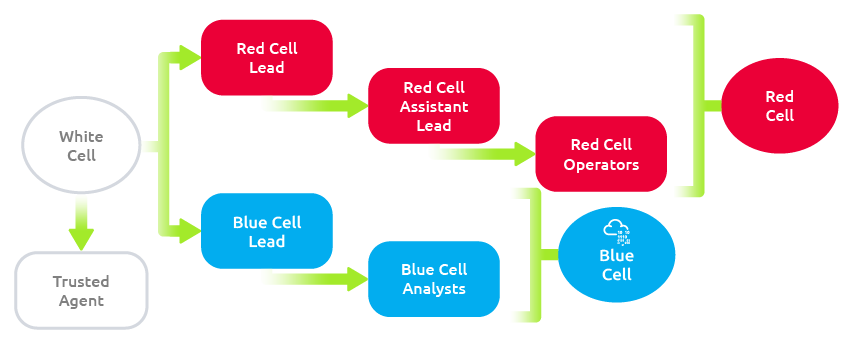 Red Cell
Lead
Red Cell
Assistant
Lead
Red
Cell
White
Cell
Red Cell
Operators
Blue Cell
Lead
Blue
Cell
Blue Cell
Analysts
Trusted
Agent